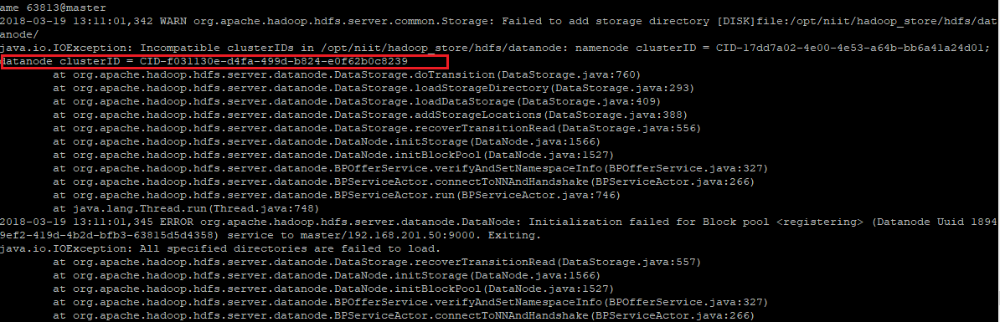 ame 63813@master
2018-03-19 13:11:01,342 WARN org.apache.hadoop.hdfs.server.common.Storage: Failed to add storage directory [DISK]file:/opt/niit/hadoop_store/hdfs/dat
anode/
java.io.IOException: Incompatible clusterIDs in /opt/niit/hadoop_store/hdfs/datanode: namenode clusterID = CID-17dd7a02-4e00-4e53-a64b-bb6a41a24d01;
datanode clusterID = CID-f031130e-d4fa-499d-b824-e0f62b0c8239
at org.apache.hadoop.hdfs.server.datanode.DataStorage.doTransition(DataStorage.java:760)
at org.apache.hadoop.hdfs.server.datanode.DataStorage.loadStorageDirectory(DataStorage.java:293)
at org.apache.hadoop.hdfs.server.datanode.DataStorage.loadDataStorage(DataStorage.java:409)
at org.apache.hadoop.hdfs.server.datanode.DataStorage.addStorageLocations(DataStorage.java:388)
at org.apache.hadoop.hdfs.server.datanode.DataStorage.recoverTransitionRead(DataStorage.java:556)
at org.apache.hadoop.hdfs.server.datanode.DataNode.initStorage(DataNode.java:1566)
at org.apache.hadoop.hdfs.server.datanode.DataNode.initBlockPool(DataNode.java:1527)
at org.apache.hadoop.hdfs.server.datanode.BPOfferService.verifyAndSetNamespaceInfo(BPOfferService.java:327)
at org.apache.hadoop.hdfs.server.datanode.BPServiceActor.connectToNNAndHandshake(BPServiceActor.java:266)
at org.apache.hadoop.hdfs.server.datanode.BPServiceActor.run(BPServiceActor.java:746)
at java.lang.Thread.run(Thread.java:748)
2018-03-19 13:11:01,345 ERROR org.apache.hadoop.hdfs.server.datanode.DataNode: Initialization failed for Block pool <registering> (Datanode Uuid 1894
9ef2-419d-4b2d-bfb3-63815d5d4358) service to master/192.168.201.50:9000. Exiting.
java.io.IOException: All specified directories are failed to load.
at org.apache.hadoop.hdfs.server.datanode.DataStorage.recoverTransitionRead(DataStorage.java:557)
at org.apache.hadoop.hdfs.server.datanode.DataNode.initStorage(DataNode.java:1566)
at org.apache.hadoop.hdfs.server.datanode.DataNode.initBlockPool(DataNode.java:1527)
at org.apache.hadoop.hdfs.server.datanode.BPOfferService.verifyAndSetNamespaceInfo(BPOfferService.java:327)
at org.apache.hadoop.hdfs.server.datanode.BPServiceActor.connectToNNAndHandshake(BPServiceActor.java:266)